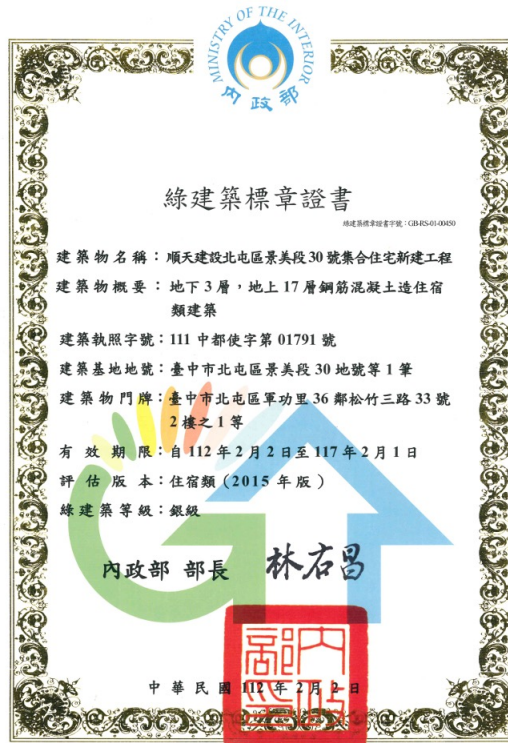 MINISTRY OF THE INTERIOR
內政部
綠建築標章證書
綠建築標章證書字號：GB-RS-01-00450
建築物名稱：順天建設北屯區景美段30號集合住宅新建工程
建築物概要：地下3層，地上17層鋼筋混凝土造住宿
類建築
建築執照字號：111中都使字第01791號
建築基地地號：臺中市北屯區景美段30地號等1筆
建築物門牌：臺中市北屯區軍功里36鄰松竹三路33號
2樓之1等
有效期限：自112年2月2日至117年2月1日
評估版本：住宿類（2015年版）
綠建築等級：銀級
內政部 部長 林右昌
內政部印
中華民國112年2月2日